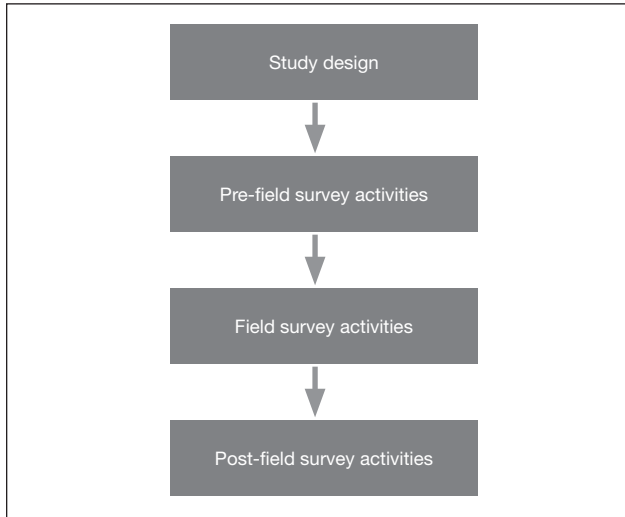 Study design
Pre-field survey activities
Field survey activities
Post-field survey activities